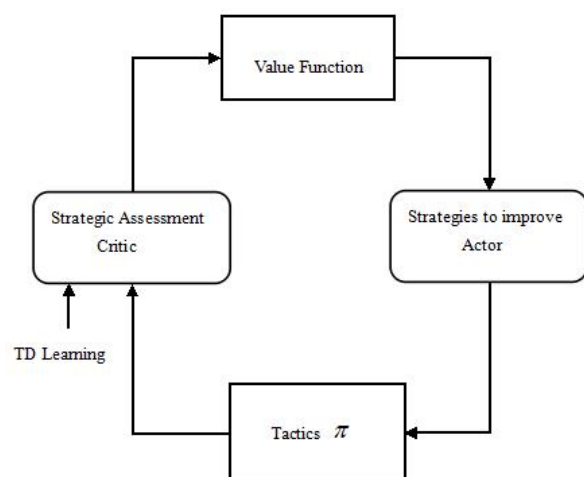 Value Function
Strategic Assessment
Critic
Strategies to improve
Actor
TD Learning
Tactics π